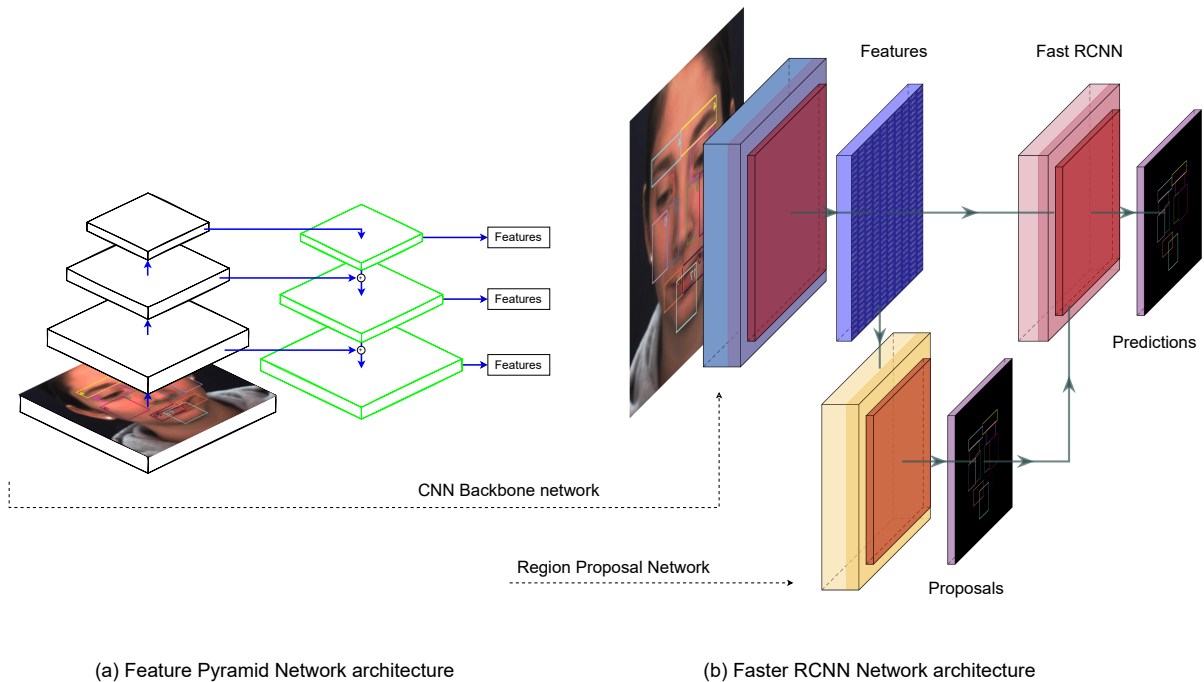 Features
Fast RCNN
Features
Features
Features
Predictions
CNN Backbone network
Region Proposal Network
Proposals
(a) Feature Pyramid Network architecture
(b) Faster RCNN Network architecture